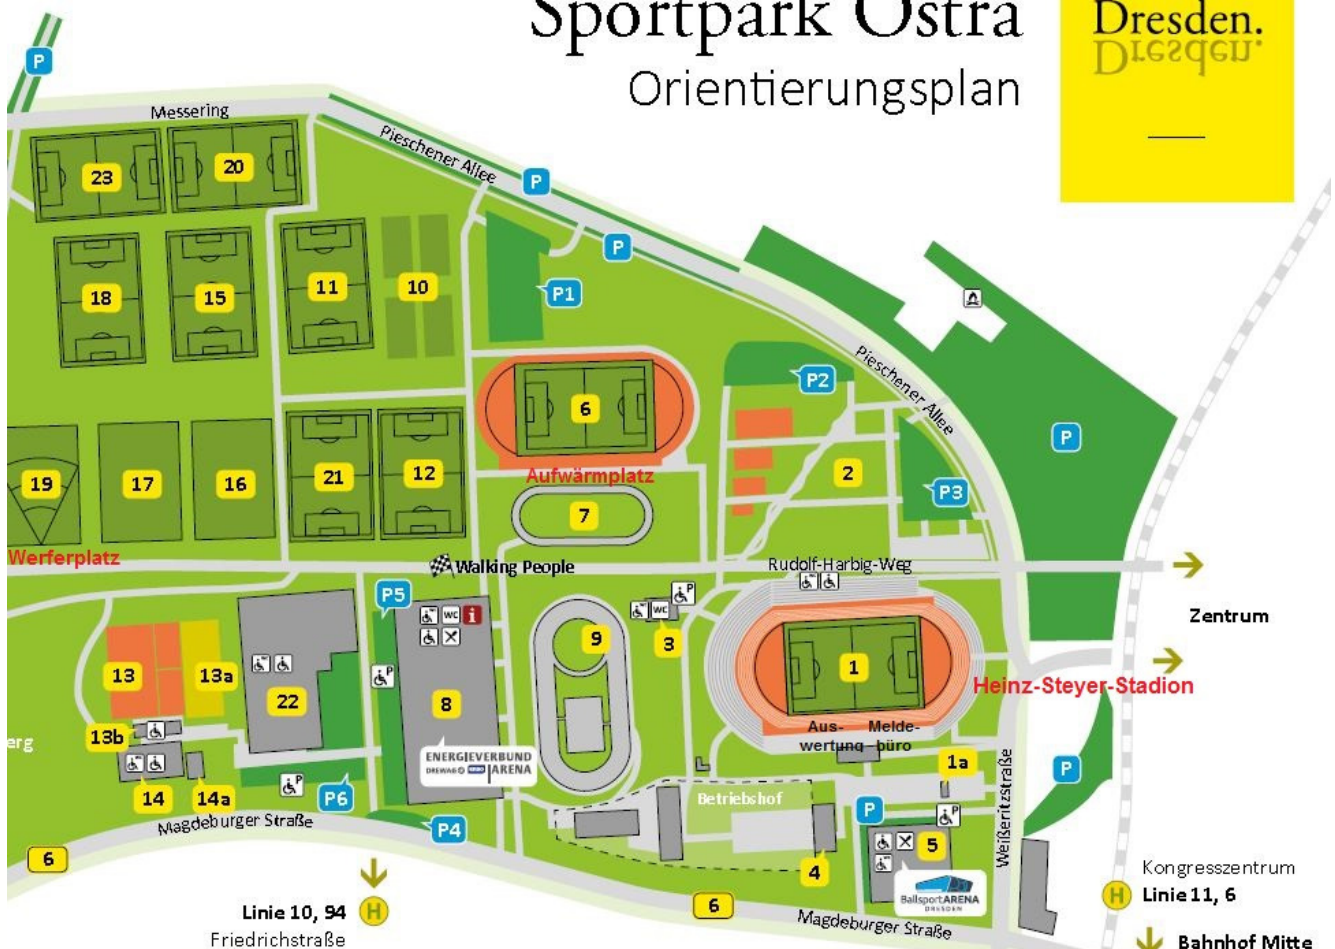 Sportpark Ostra
Orientierungsplan
Dresden.
Dresden.
P
Messering
Pieschener Allee
P
P
23
20
18
15
11
10
P1
Pieschener Allee
P2
6
P
Aufwärmplatz
2
P3
19
17
16
21
12
7
Werferplatz
Walking People
Rudolf-Harbig-Weg
Zentrum
P5
WC
i
P
WC
3
9
1
Heinz-Steyer-Stadion
13
13a
22
P
8
Aus- Melde-
wertung büro
13b
erg
ENERGIEVERBUND
DREWAG ARENA
1a
P
14
14a
P
P6
Betriebshof
P
P
Weißeritzstraße
Magdeburger Straße
P4
5
4
BallsportARENA
DRESDEN
6
6
Magdeburger Straße
Linie 10, 94
H
Friedrichstraße
Kongresszentrum
H
Linie 11, 6
Bahnhof Mitte